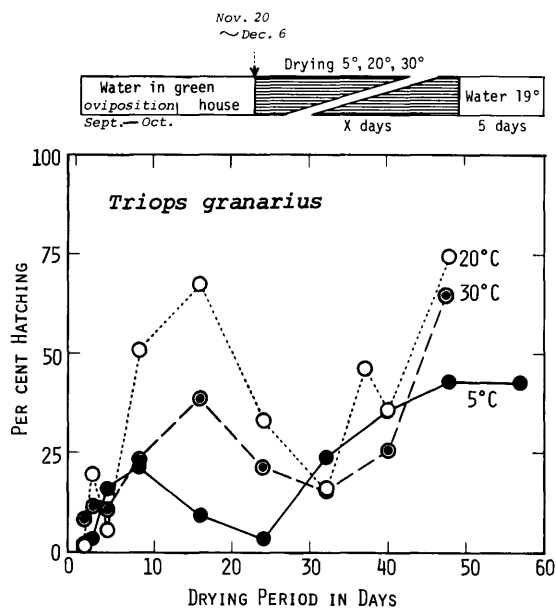 Nov. 20
~Dec. 6
Drying 5°, 20°, 30°
Water in green
oviposition house
Water 19°
Sept.—Oct.
X days
5 days
100
Triops granarius
75
20°C
30°C
50
5°C
25
0
PER CENT HATCHING
0 10 20 30 40 50 60
DRYING PERIOD IN DAYS